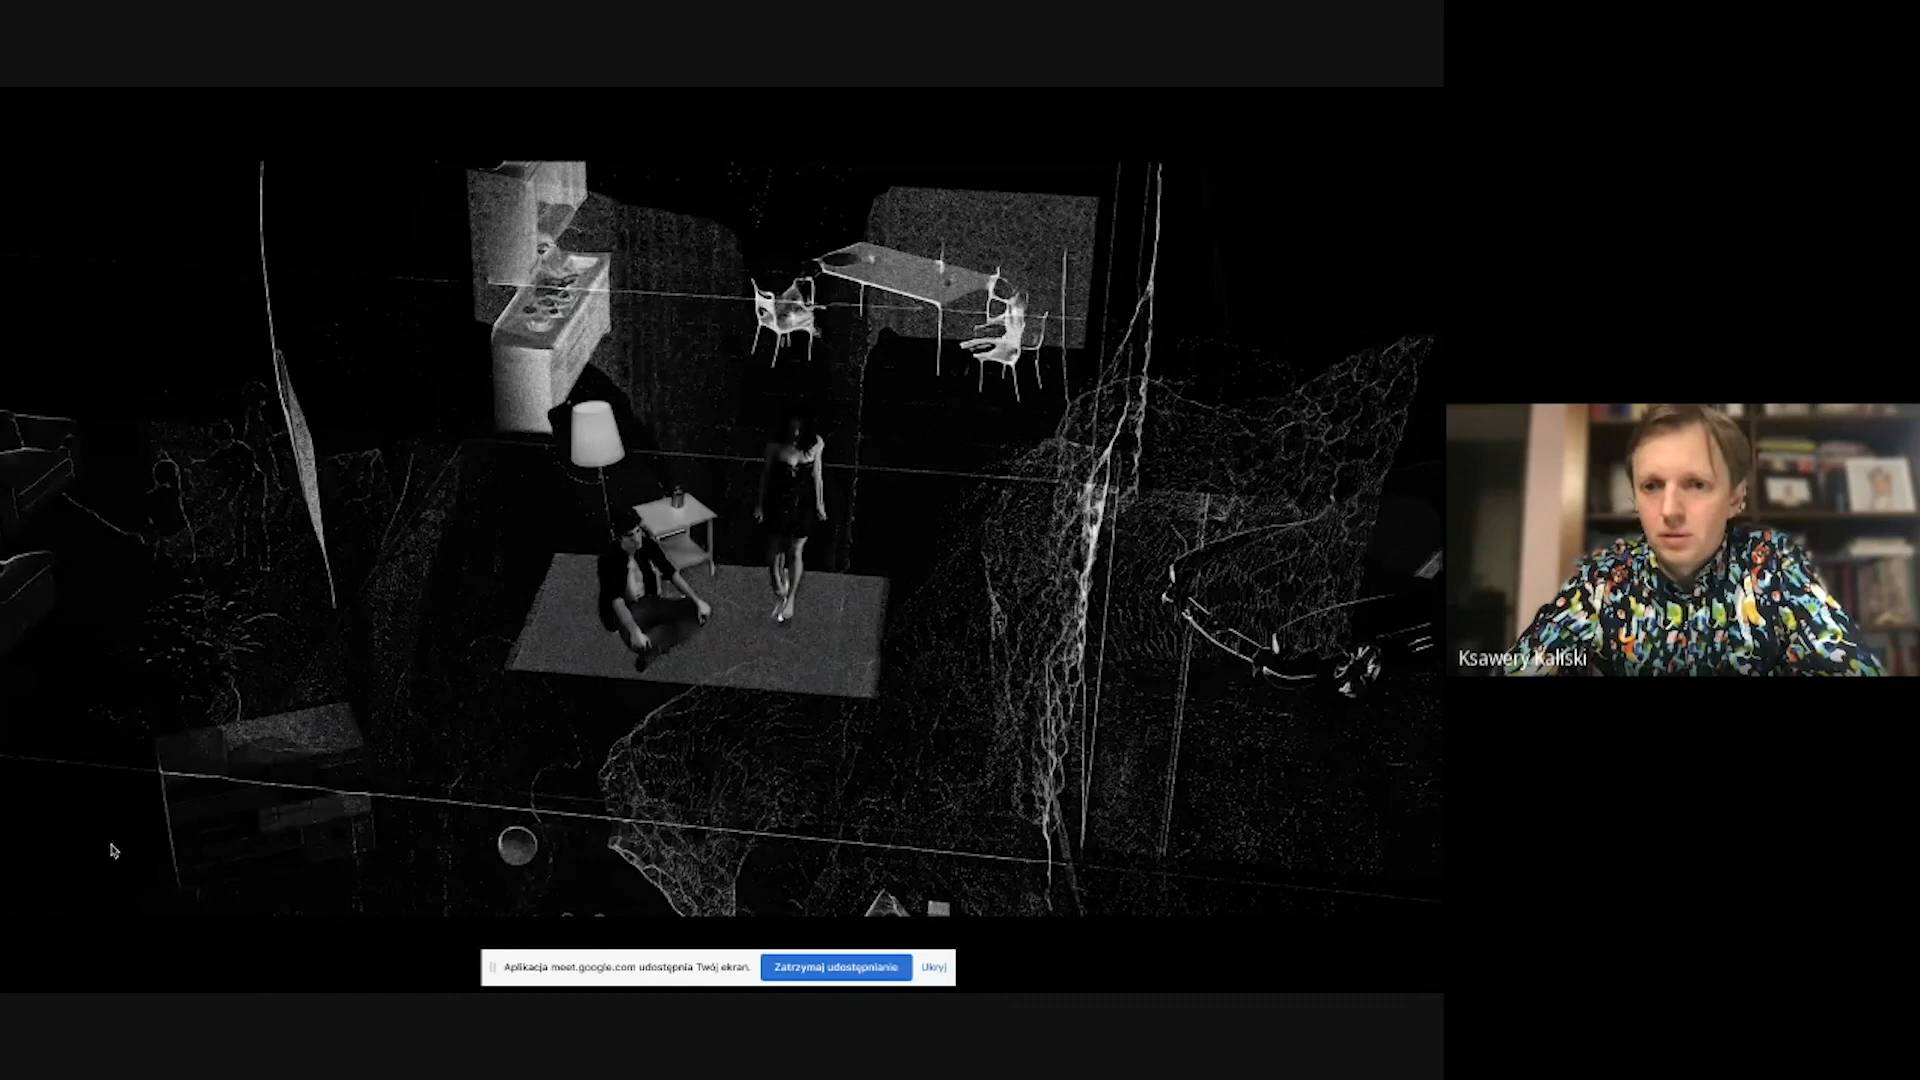 Ksawery Kaliski
Aplikacja meet.google.com udostępnia Twój ekran.
Zatrzymaj udostępnianie
Ukryj